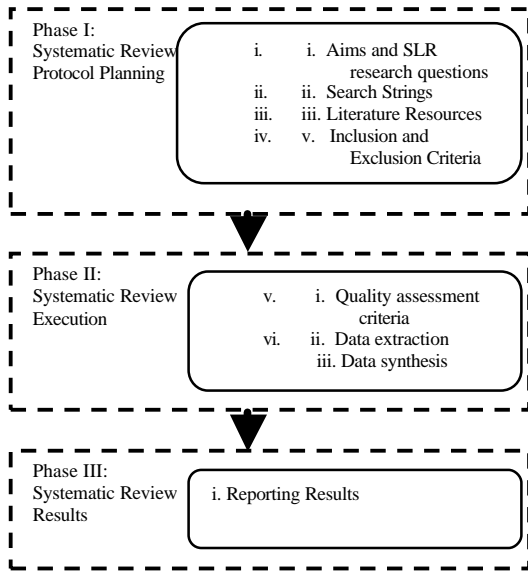 Phase I:
Systematic Review
Protocol Planning
i. i. Aims and SLR
research questions
ii. ii. Search Strings
iii. iii. Literature Resources
iv. v. Inclusion and
Exclusion Criteria
Phase II:
Systematic Review
Execution
v. i. Quality assessment
criteria
vi. ii. Data extraction
iii. Data synthesis
Phase III:
Systematic Review
Results
i. Reporting Results